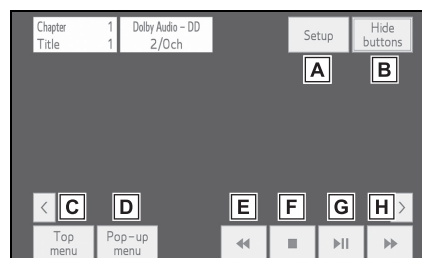 Chapter 1
Title 1
Dolby Audio – DD
2/0ch
Setup
Hide
buttons
A
B
< C D E F G H >
Top
menu
Pop-up
menu